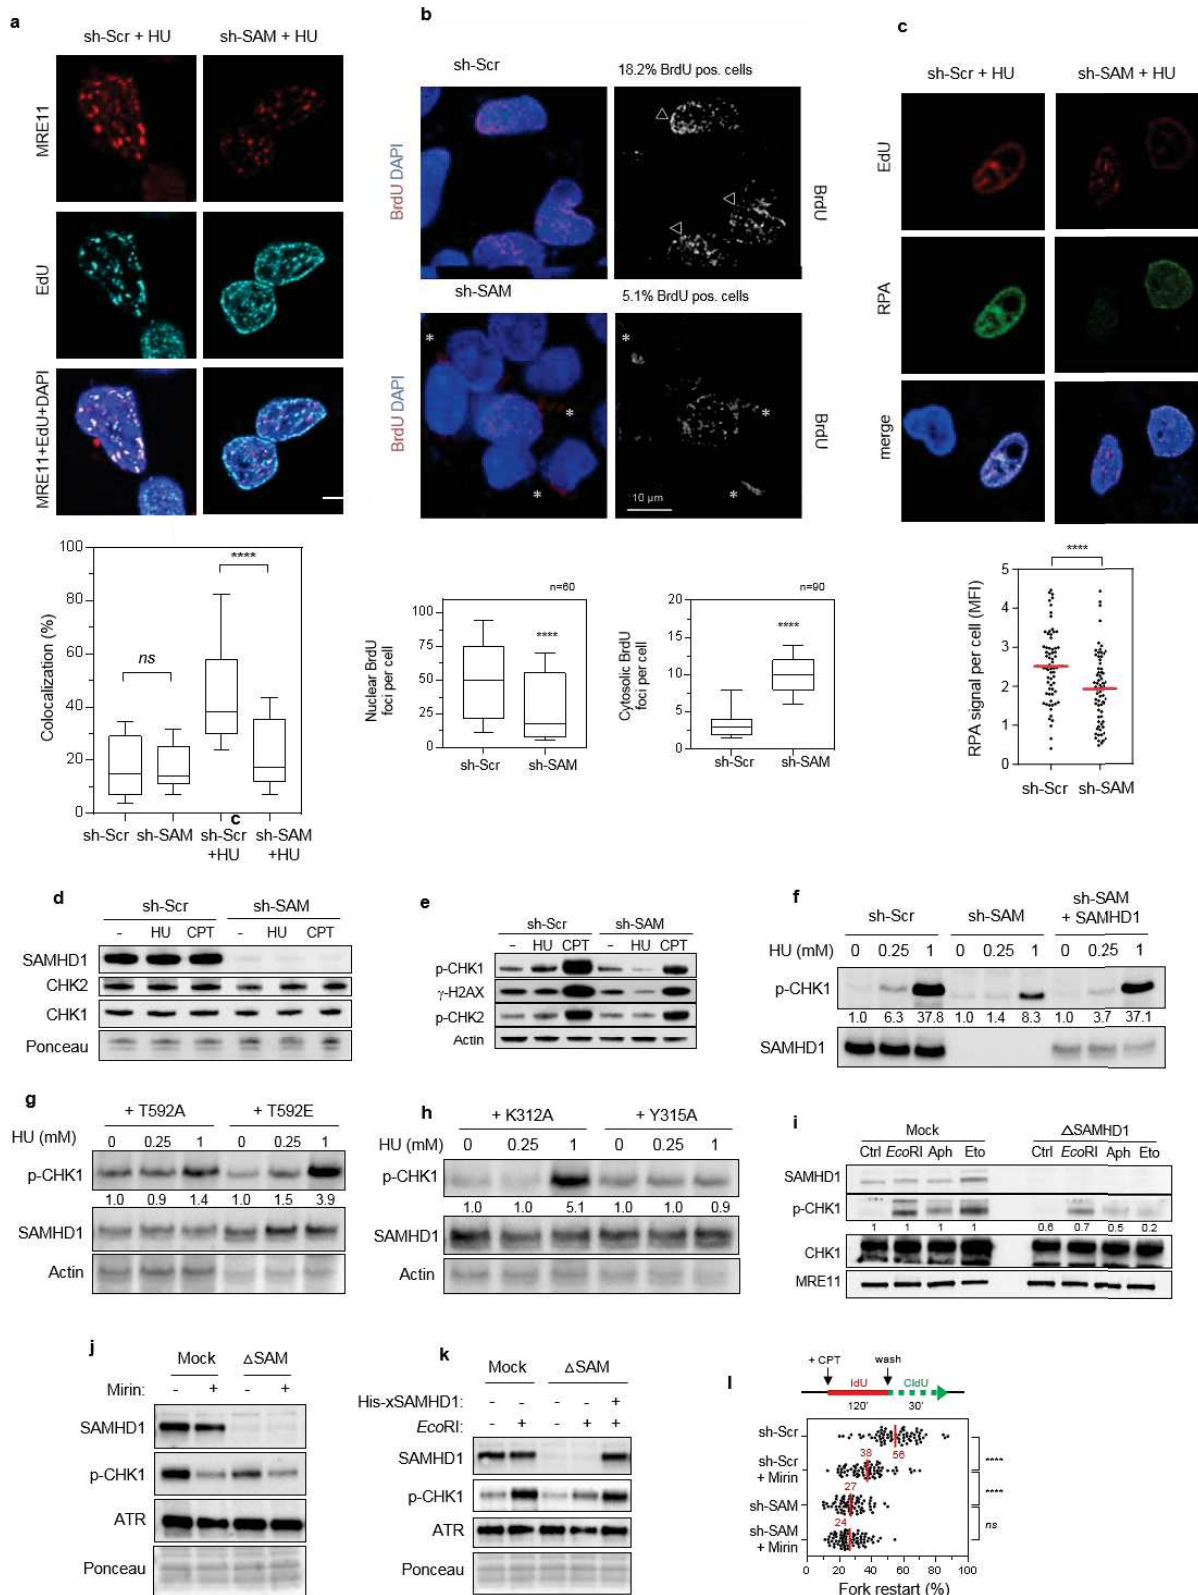 a
sh-Scr + HU
sh-SAM + HU
MRE11
EdU
MRE11+EdU+DAPI
Colocalization (%)
100
80
60
40
20
0
ns
****
sh-Scr
sh-SAM
sh-Scr
+HU
sh-SAM
+HU
c
b
sh-Scr
18.2% BrdU pos. cells
BrdU DAPI
BrdU
sh-SAM
5.1% BrdU pos. cells
BrdU DAPI
BrdU
*
*
*
*
*
*
10 µm
n=60
Nuclear BrdU
foci per cell
100
75
50
25
0
****
sh-Scr
sh-SAM
n=90
Cytosolic BrdU
foci per cell
20
15
10
5
0
****
sh-Scr
sh-SAM
c
sh-Scr + HU
sh-SAM + HU
EdU
RPA
merge
****
RPA signal per cell (MFI)
5
4
3
2
1
0
sh-Scr
sh-SAM
d
sh-Scr
sh-SAM
- HU CPT - HU CPT
SAMHD1
CHK2
CHK1
Ponceau
e
sh-Scr
sh-SAM
- HU CPT - HU CPT
p-CHK1
γ-H2AX
p-CHK2
Actin
f
sh-Scr
sh-SAM
sh-SAM
+ SAMHD1
HU (mM) 0 0.25 1 0 0.25 1 0 0.25 1
p-CHK1
1.0 6.3 37.8 1.0 1.4 8.3 1.0 3.7 37.1
SAMHD1
g
+ T592A
+ T592E
HU (mM) 0 0.25 1 0 0.25 1
p-CHK1
1.0 0.9 1.4 1.0 1.5 3.9
SAMHD1
Actin
h
+ K312A
+ Y315A
HU (mM) 0 0.25 1 0 0.25 1
p-CHK1
1.0 1.0 5.1 1.0 1.0 0.9
SAMHD1
Actin
i
Mock
ΔSAMHD1
Ctrl EcoRI Aph Eto Ctrl EcoRI Aph Eto
SAMHD1
p-CHK1
1 1 1 1 0.6 0.7 0.5 0.2
CHK1
MRE11
j
Mock
ΔSAM
Mirin: - + - +
SAMHD1
p-CHK1
ATR
Ponceau
k
Mock
ΔSAM
His-xSAMHD1: - - - - +
EcoRI: - + - + +
SAMHD1
p-CHK1
ATR
Ponceau
l
+ CPT
wash
IdU
CldU
120'
30'
sh-Scr
56
sh-Scr
+ Mirin
38
sh-SAM
27
sh-SAM
+ Mirin
24
****
****
ns
0 20 40 60 80 100
Fork restart (%)